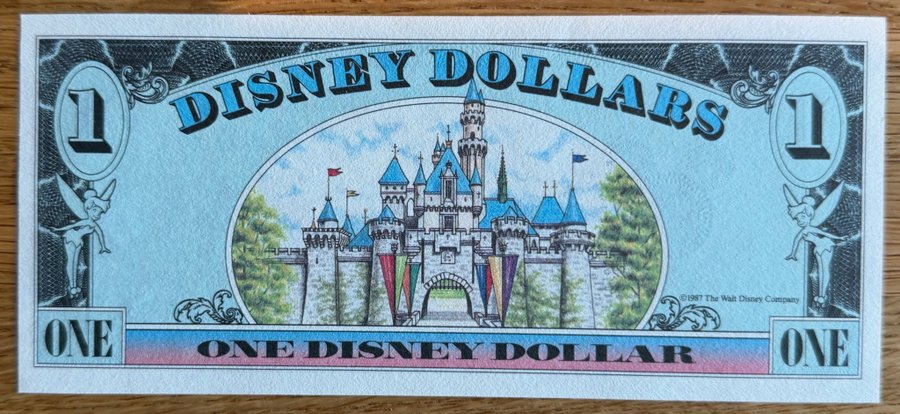 1
DISNEY DOLLARS
1
©1987 The Walt Disney Company
ONE
ONE DISNEY DOLLAR
ONE